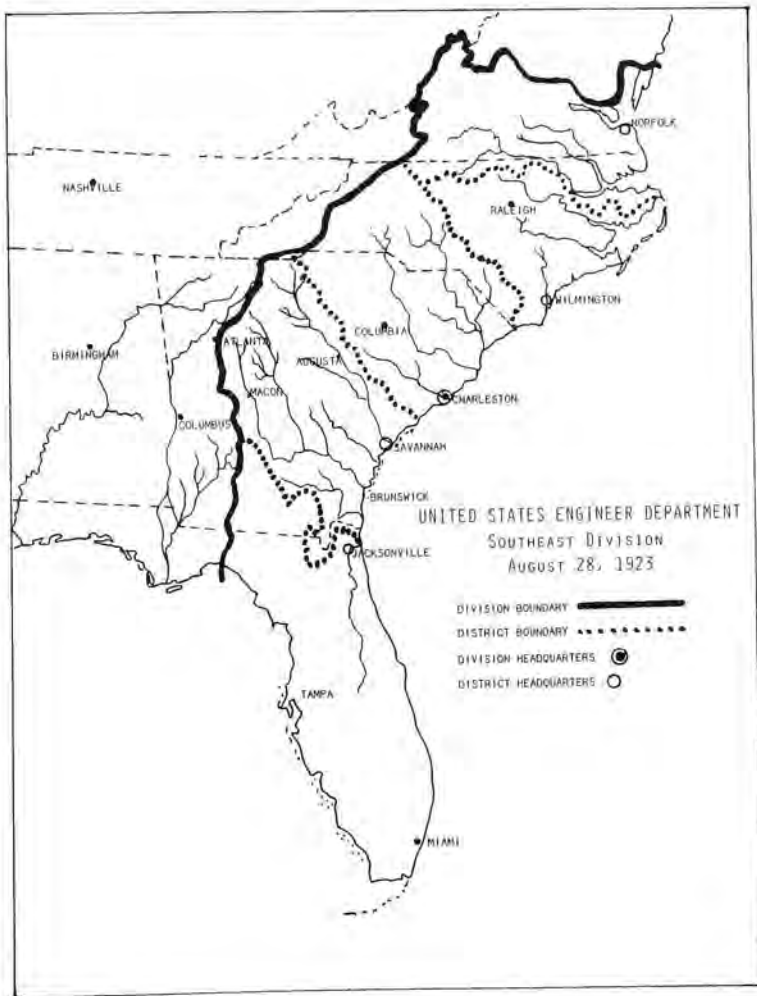 NORFOLK
NASHVILLE
RALEIGH
WILMINGTON
COLUMBIA
ATLANTA
BIRMINGHAM
AUGUSTA
MACON
CHARLESTON
COLUMBUS
SAVANNAH
BRUNSWICK
UNITED STATES ENGINEER DEPARTMENT
SOUTHEAST DIVISION
AUGUST 28, 1923
JACKSONVILLE
DIVISION BOUNDARY
DISTRICT BOUNDARY
DIVISION HEADQUARTERS
DISTRICT HEADQUARTERS
TAMPA
MIAMI